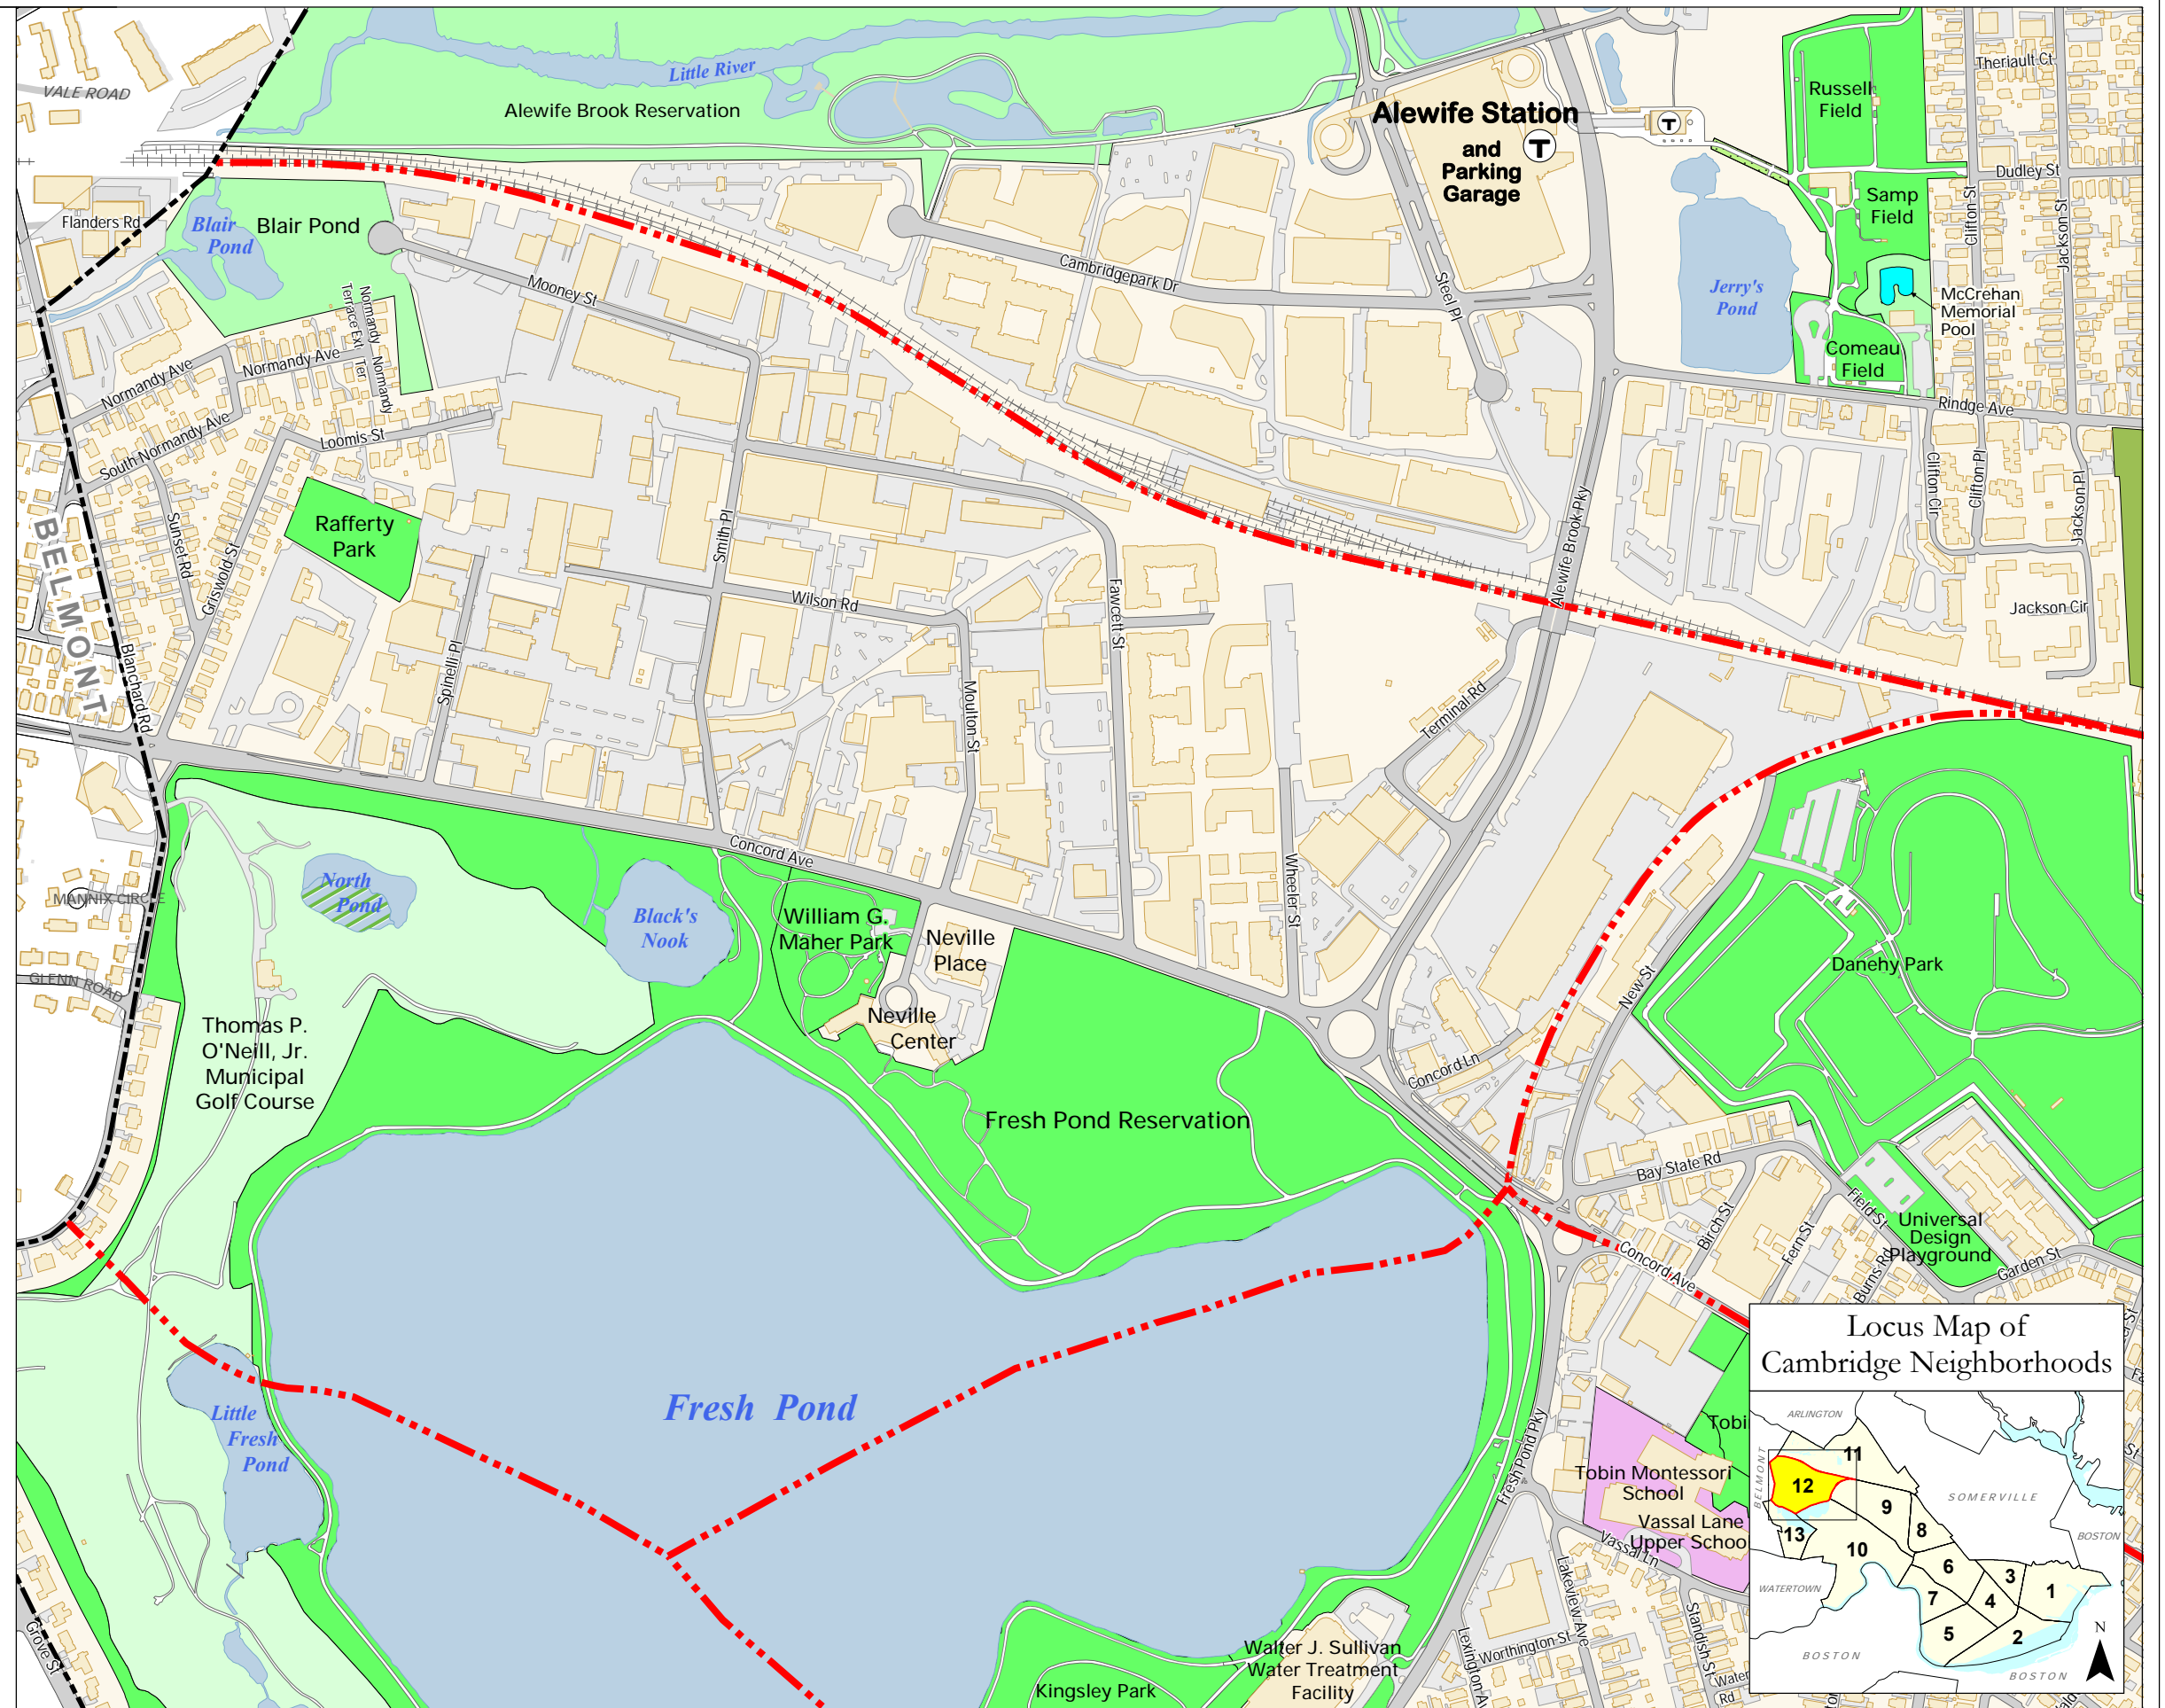 VALE ROAD
Little River
Alewife Brook Reservation
Alewife Station
and
Parking
Garage
T
T
Russell
Field
Theriault Ct
Dudley St
Samp
Field
Clifton St
Jackson St
Flanders Rd
Blair
Pond
Blair Pond
Mooney St
Cambridgepark Dr
Steel Pl
Jerry's
Pond
McCrehan
Memorial
Pool
Comeau
Field
Rindge Ave
Normandy
Terrace Ext
Normandy
Ter
Normandy Ave
Normandy Ave
South Normandy Ave
Loomis St
Rafferty
Park
Sunset Rd
Griswold St
BELMONT
Blanchard Rd
Smith Pl
Wilson Rd
Spinelli Pl
Moulton St
Fawcett St
Alewife Brook Pky
Clifton Cir
Clifton Pl
Jackson Pl
Jackson Cir
Terminal Rd
Wheeler St
Concord Ave
MANNIX CIRCLE
GLENN ROAD
North
Pond
Black's
Nook
William G.
Maher Park
Neville
Place
Neville
Center
Danehy Park
New St
Thomas P.
O'Neill, Jr.
Municipal
Golf Course
Fresh Pond Reservation
Concord Ln
Bay State Rd
Birch St
Fern St
Field St
Burns Rd
Universal
Design
Playground
Garden St
Concord Ave
Fresh Pond
Little
Fresh
Pond
Fresh Pond Pky
Tobin Montessori
School
Vassal Lane
Upper Schoo
Tobi
Vassal Ln
Lakeview Ave
Standish St
Worthington St
Lexington A
Water
Rd
Walter J. Sullivan
Water Treatment
Facility
Kingsley Park
Grove St
Locus Map of
Cambridge Neighborhoods
ARLINGTON
BELMONT
SOMERVILLE
BOSTON
WATERTOWN
BOSTON
BOSTON
11
12
9
8
13
10
6
3
1
7
4
5
2
N